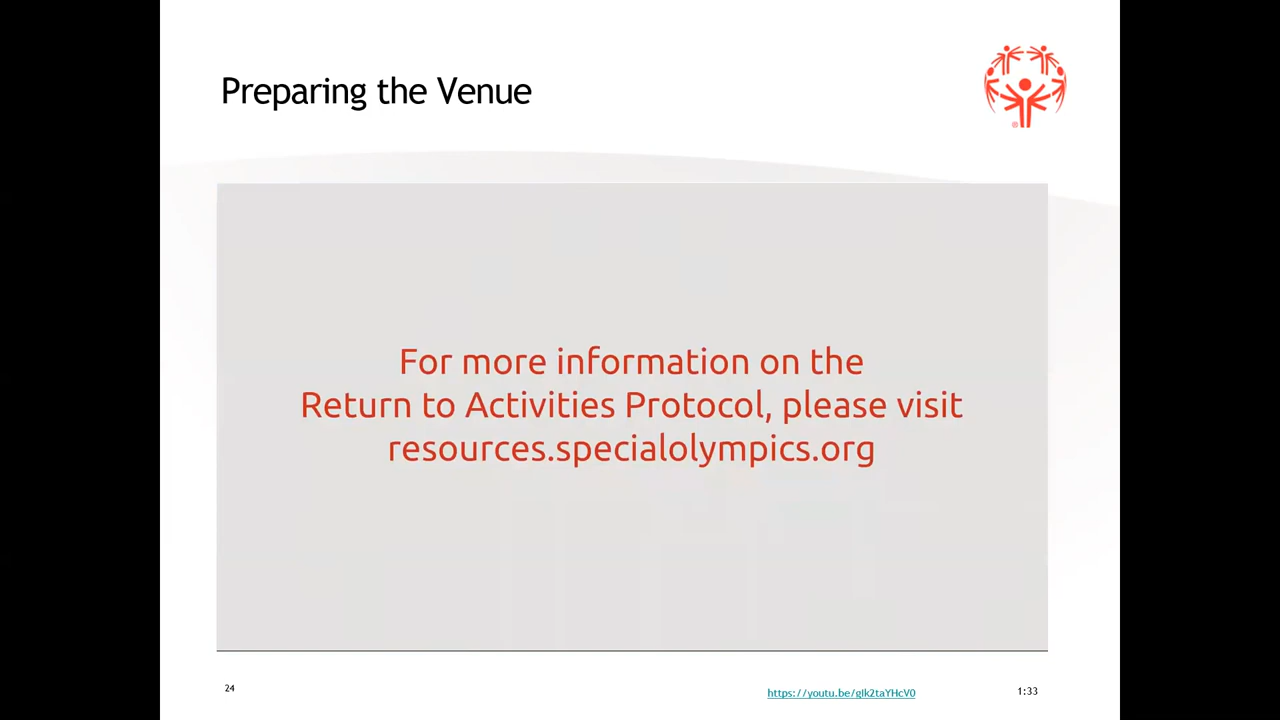 Preparing the Venue
For more information on the
Return to Activities Protocol, please visit
resources.specialolympics.org
24
https://youtu.be/glk2taYHcV0
1:33
®